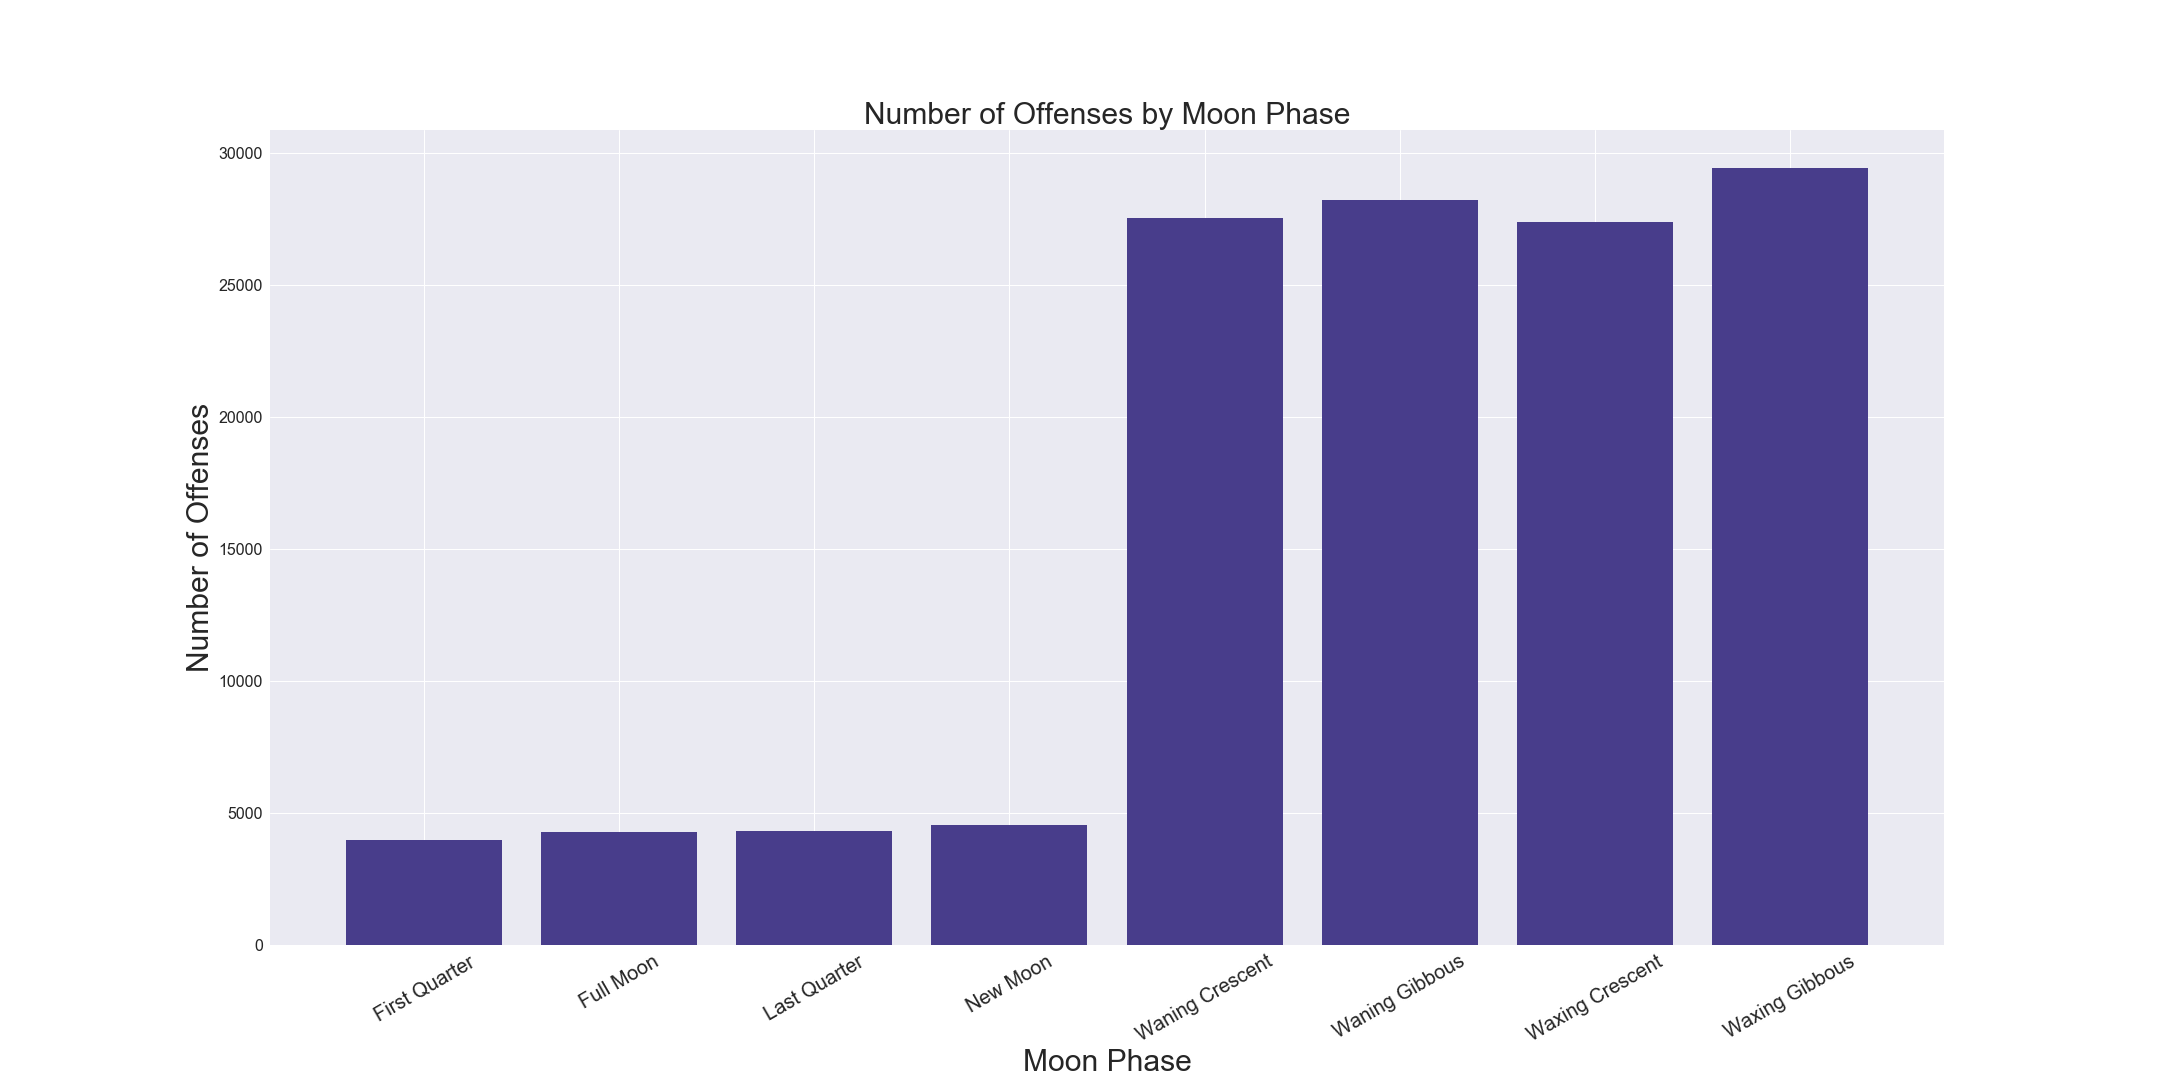 Number of Offenses by Moon Phase
Number of Offenses
30000
25000
20000
15000
10000
5000
0
First Quarter
Full Moon
Last Quarter
New Moon
Waning Crescent
Waning Gibbous
Waxing Crescent
Waxing Gibbous
Moon Phase